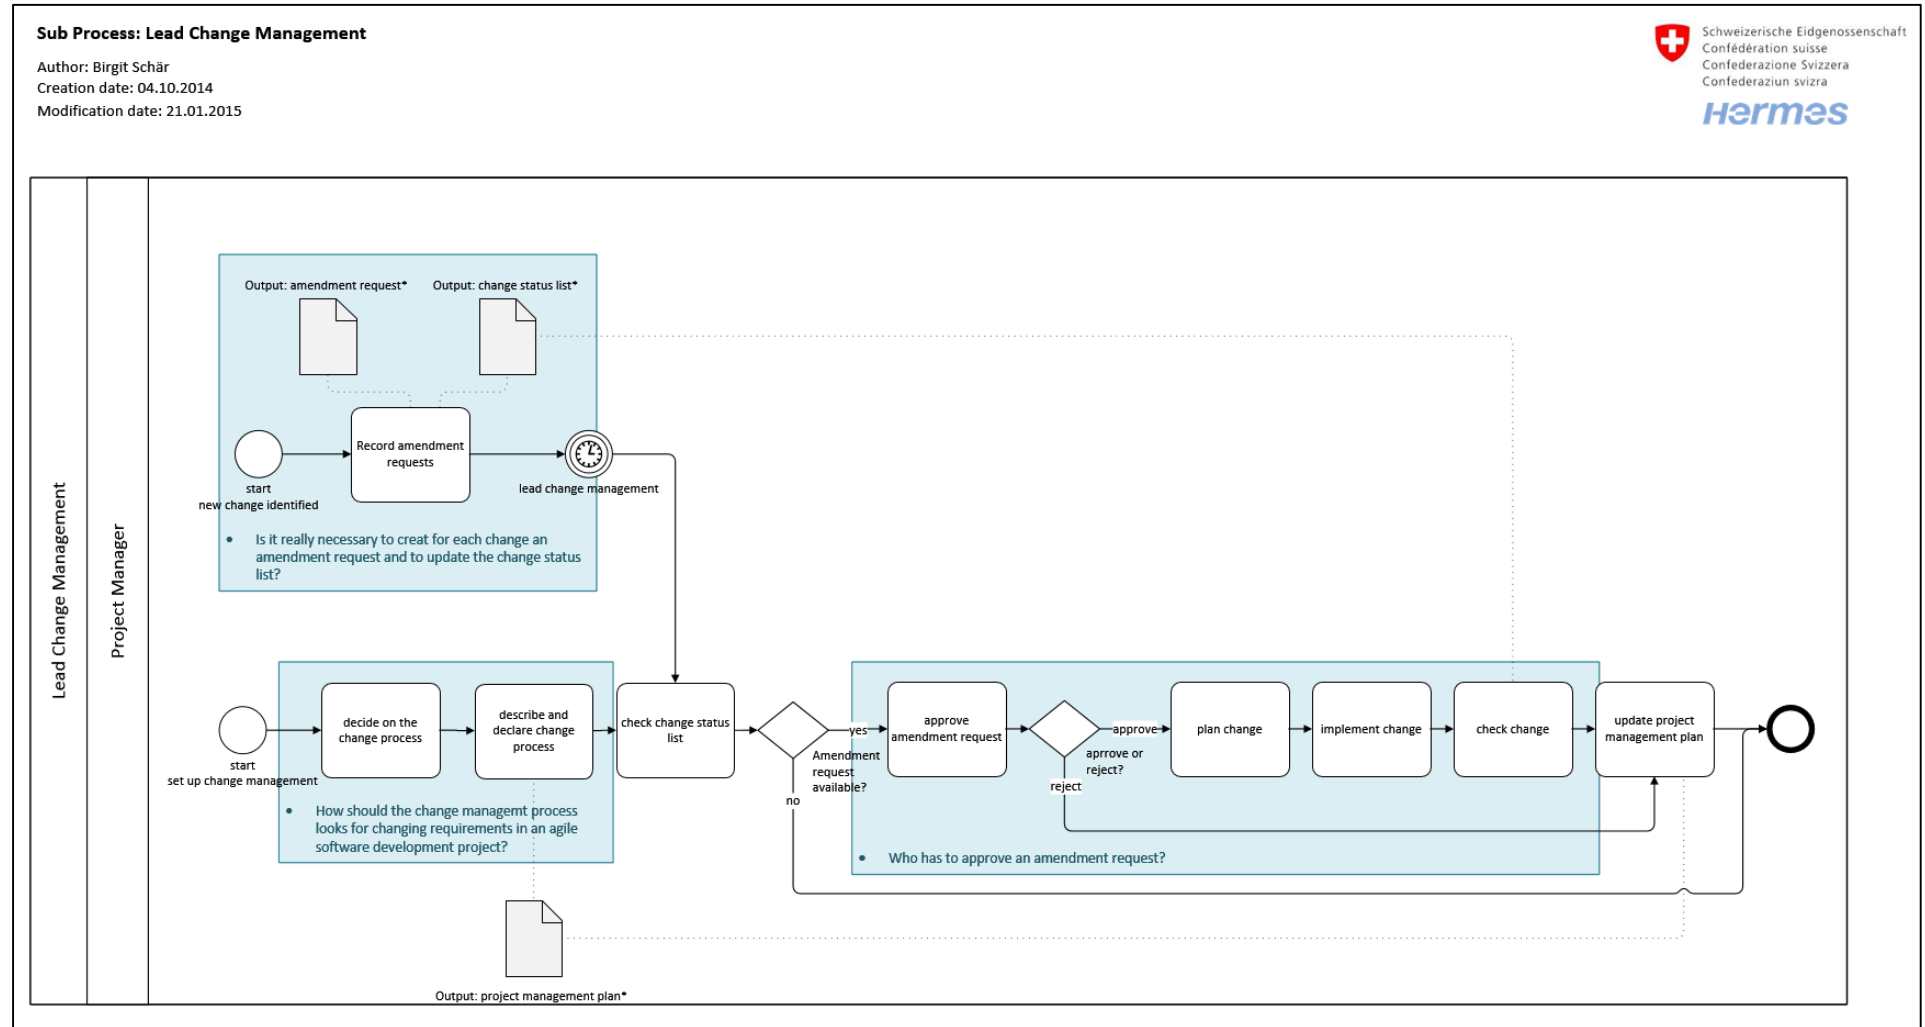 Sub Process: Lead Change Management
Author: Birgit Schär
Creation date: 04.10.2014
Modification date: 21.01.2015
Schweizerische Eidgenossenschaft
Confédération suisse
Confederazione Svizzera
Confederaziun svizra
Hermes
Lead Change Management
Project Manager
Output: amendment request*
Output: change status list*
Record amendment
requests
start
new change identified
lead change management
• Is it really necessary to creat for each change an
amendment request and to update the change status
list?
start
set up change management
decide on the
change process
describe and
declare change
process
• How should the change managemt process
looks for changing requirements in an agile
software development project?
check change status
list
yes
Amendment
request
available?
no
approve
amendment request
approve
aprrove or
reject?
reject
plan change
implement change
check change
update project
management plan
• Who has to approve an amendment request?
Output: project management plan*